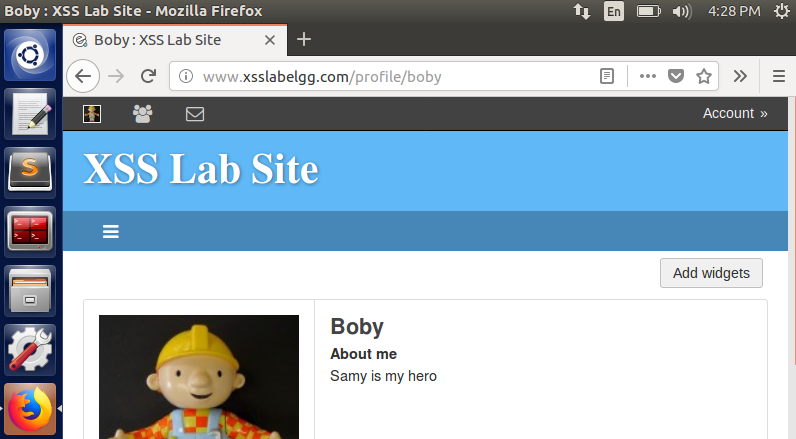 Boby : XSS Lab Site - Mozilla Firefox
En
4:28 PM
Boby : XSS Lab Site
www.xsslabelgg.com/profile/boby
Account »
XSS Lab Site
Add widgets
Boby
About me
Samy is my hero